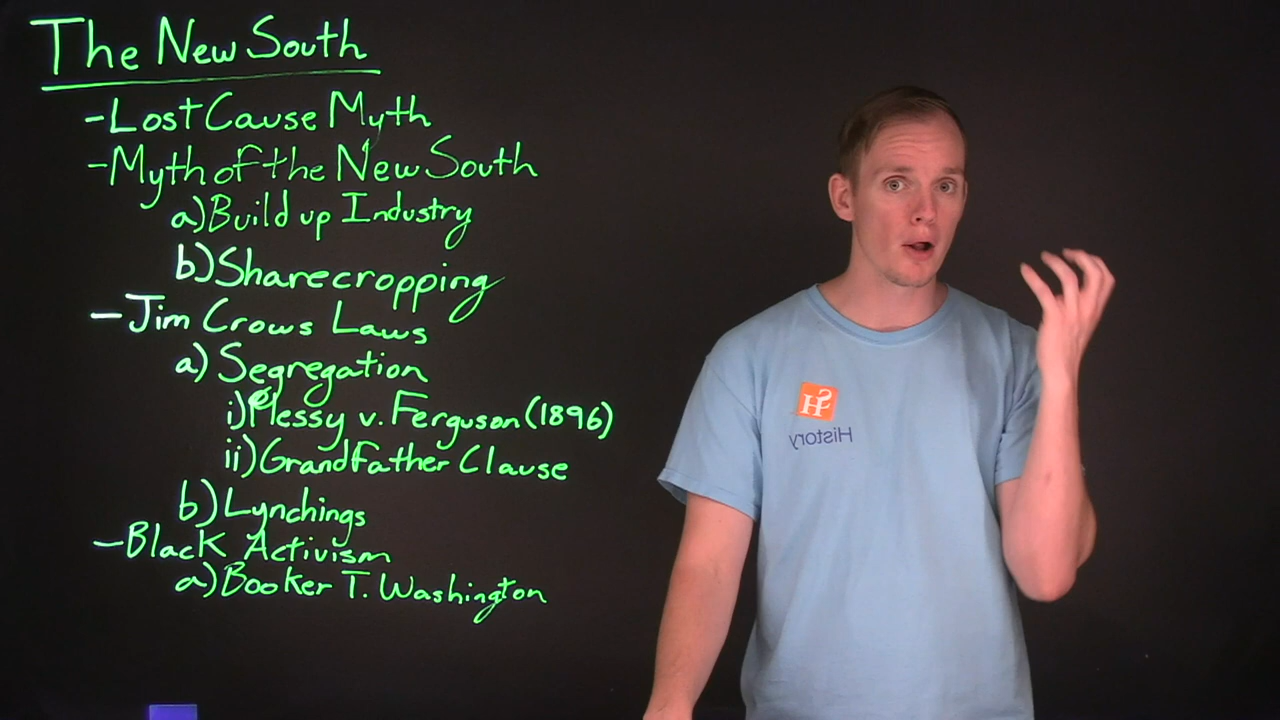 The New South
- Lost Cause Myth
- Myth of the New South
a) Build up Industry
b) Sharecropping
- Jim Crows Laws
a) Segregation
i) Plessy v. Ferguson (1896)
ii) Grandfather Clause
b) Lynchings
- Black Activism
a) Booker T. Washington
HS
History